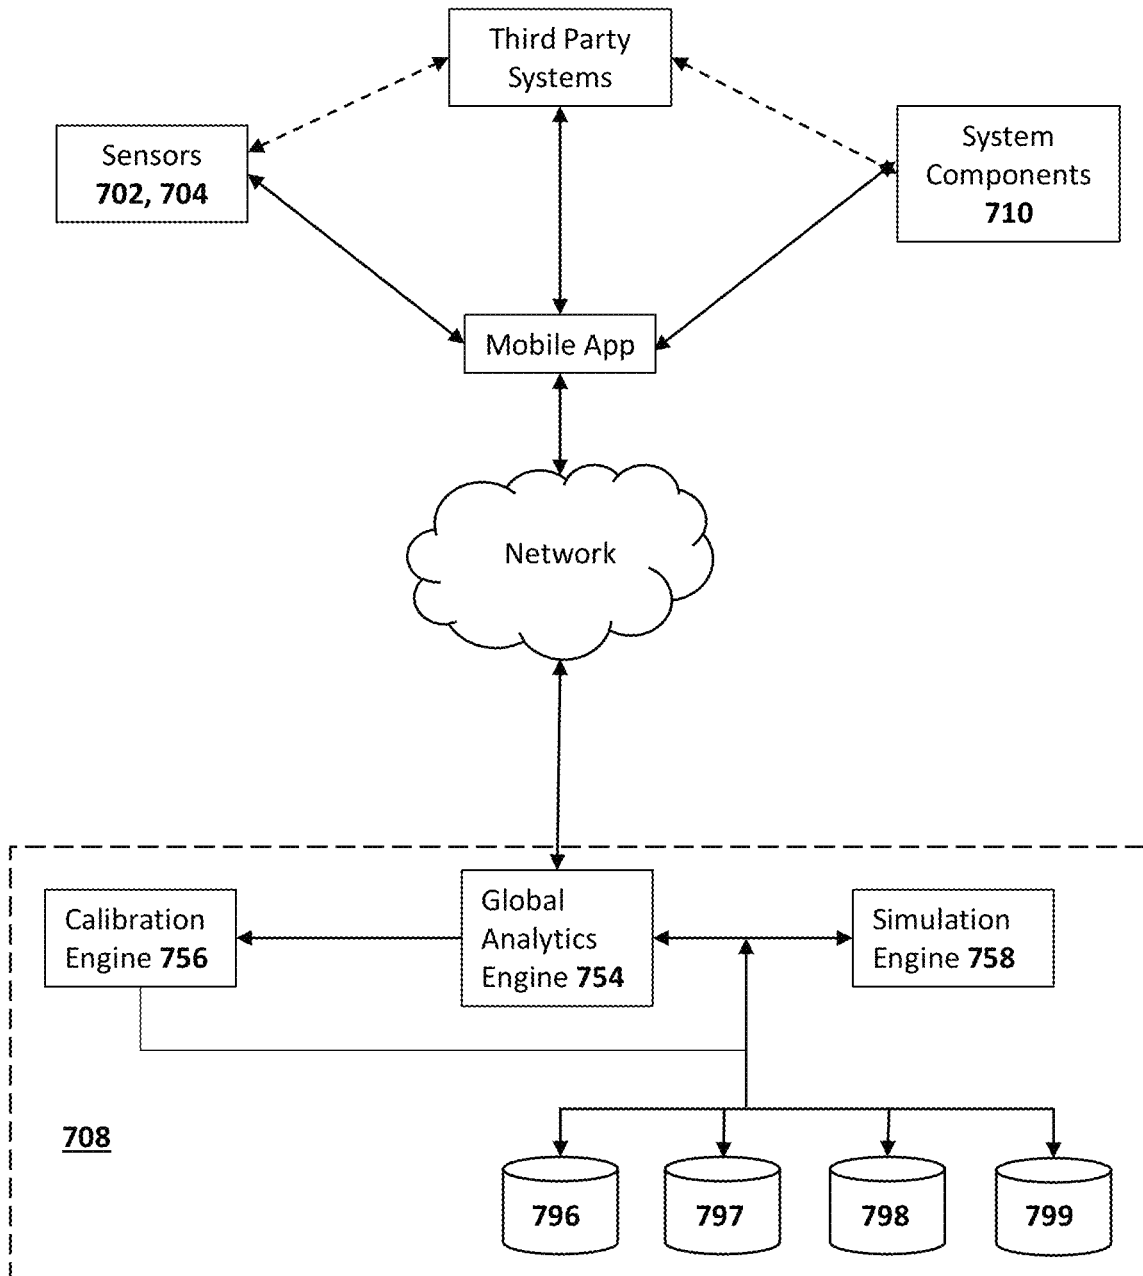 Third Party
Systems
Sensors
702, 704
System
Components
710
Mobile App
Network
Calibration
Engine 756
Global
Analytics
Engine 754
Simulation
Engine 758
708
796
797
798
799